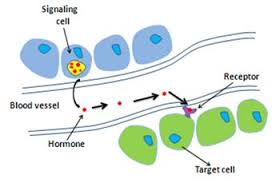 Signaling
cell
Receptor
Blood vessel
Hormone
Target cell